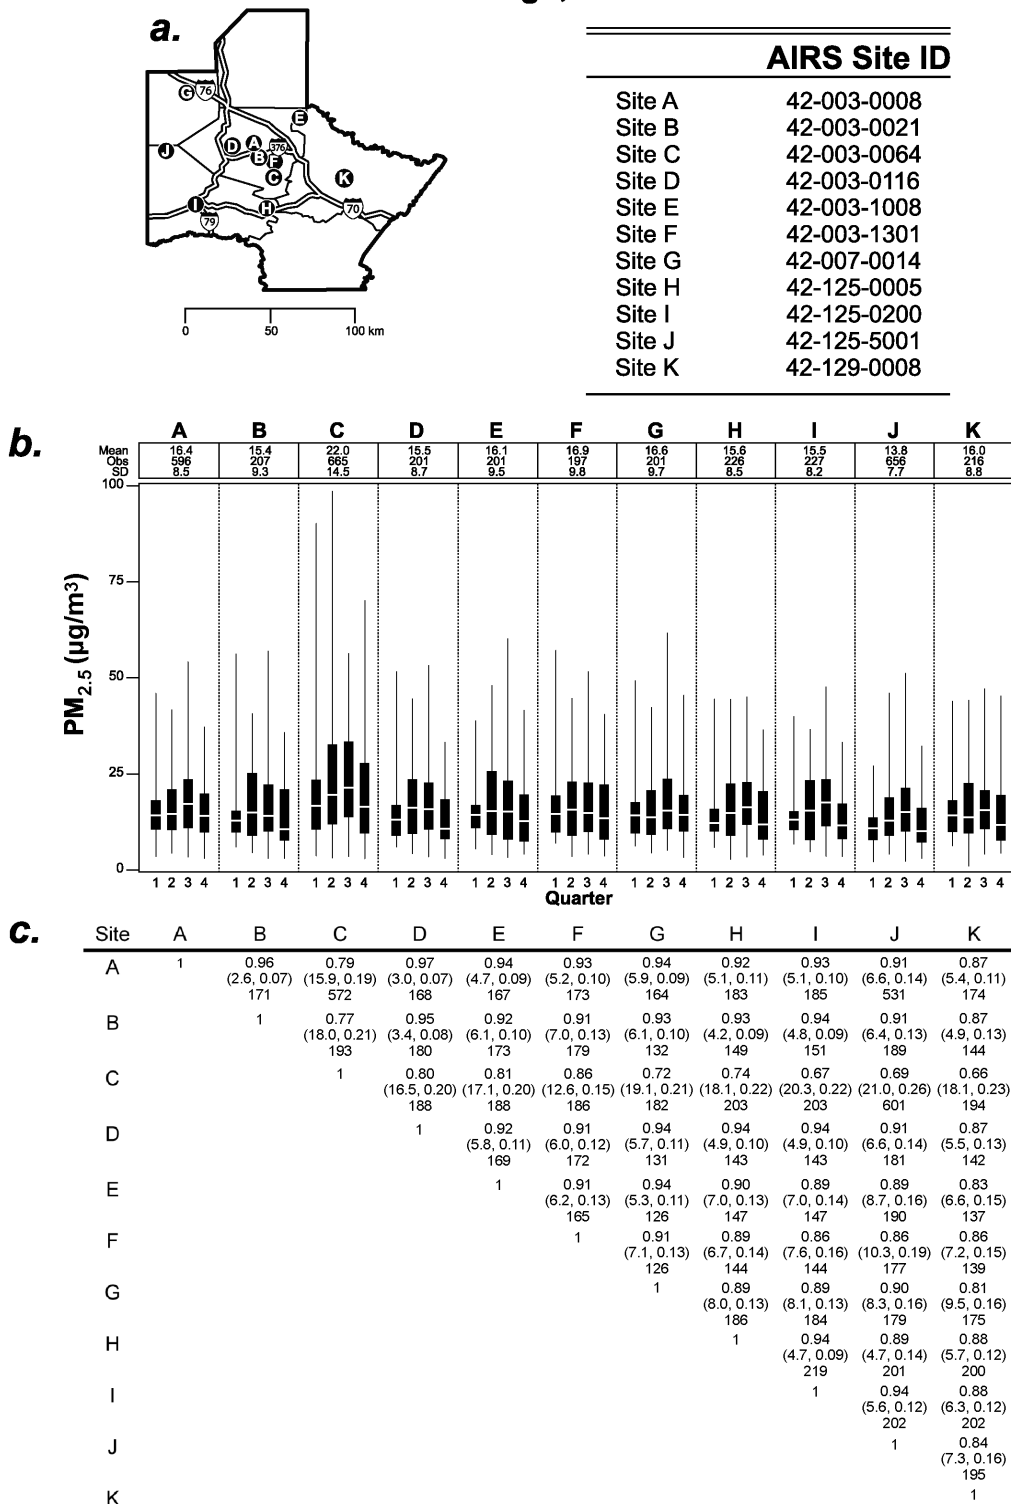 a.
G
76
E
D
A
376
J
B
F
C
K
I
H
70
79
0 50 100 km
AIRS Site ID
Site A 42-003-0008
Site B 42-003-0021
Site C 42-003-0064
Site D 42-003-0116
Site E 42-003-1008
Site F 42-003-1301
Site G 42-007-0014
Site H 42-125-0005
Site I 42-125-0200
Site J 42-125-5001
Site K 42-129-0008
b.
A B C D E F G H I J K
Mean 16.4 15.4 22.0 15.5 16.1 16.9 16.6 15.6 15.5 13.8 16.0
Obs 596 207 665 201 201 197 201 226 227 656 216
SD 8.5 9.3 14.5 8.7 9.5 9.8 9.7 8.5 8.2 7.7 8.8
100
75
50
25
0
PM2.5 (µg/m3)
1 2 3 4 1 2 3 4 1 2 3 4 1 2 3 4 1 2 3 4 1 2 3 4 1 2 3 4 1 2 3 4 1 2 3 4 1 2 3 4 1 2 3 4
Quarter
c.
Site A B C D E F G H I J K
A 1 0.96 0.79 0.97 0.94 0.93 0.94 0.92 0.93 0.91 0.87
(2.6, 0.07) (15.9, 0.19) (3.0, 0.07) (4.7, 0.09) (5.2, 0.10) (5.9, 0.09) (5.1, 0.11) (5.1, 0.10) (6.6, 0.14) (5.4, 0.11)
171 572 168 167 173 164 183 185 531 174
B 1 0.77 0.95 0.92 0.91 0.93 0.93 0.94 0.91 0.87
(18.0, 0.21) (3.4, 0.08) (6.1, 0.10) (7.0, 0.13) (6.1, 0.10) (4.2, 0.09) (4.8, 0.09) (6.4, 0.13) (4.9, 0.13)
193 180 173 179 132 149 151 189 144
C 1 0.80 0.81 0.86 0.72 0.74 0.67 0.69 0.66
(16.5, 0.20) (17.1, 0.20) (12.6, 0.15) (19.1, 0.21) (18.1, 0.22) (20.3, 0.22) (21.0, 0.26) (18.1, 0.23)
188 188 186 182 203 203 601 194
D 1 0.92 0.91 0.94 0.94 0.94 0.91 0.87
(5.8, 0.11) (6.0, 0.12) (5.7, 0.11) (4.9, 0.10) (4.9, 0.10) (6.6, 0.14) (5.5, 0.13)
169 172 131 143 143 181 142
E 1 0.91 0.94 0.90 0.89 0.89 0.83
(6.2, 0.13) (5.3, 0.11) (7.0, 0.13) (7.0, 0.14) (8.7, 0.16) (6.6, 0.15)
165 126 147 147 190 137
F 1 0.91 0.89 0.86 0.86 0.86
(7.1, 0.13) (6.7, 0.14) (7.6, 0.16) (10.3, 0.19) (7.2, 0.15)
126 144 144 177 139
G 1 0.89 0.89 0.90 0.81
(8.0, 0.13) (8.1, 0.13) (8.3, 0.16) (9.5, 0.16)
186 184 179 175
H 1 0.94 0.89 0.88
(4.7, 0.09) (4.7, 0.14) (5.7, 0.12)
219 201 200
I 1 0.94 0.88
(5.6, 0.12) (6.3, 0.12)
202 202
J 1 0.84
(7.3, 0.16)
195
K 1